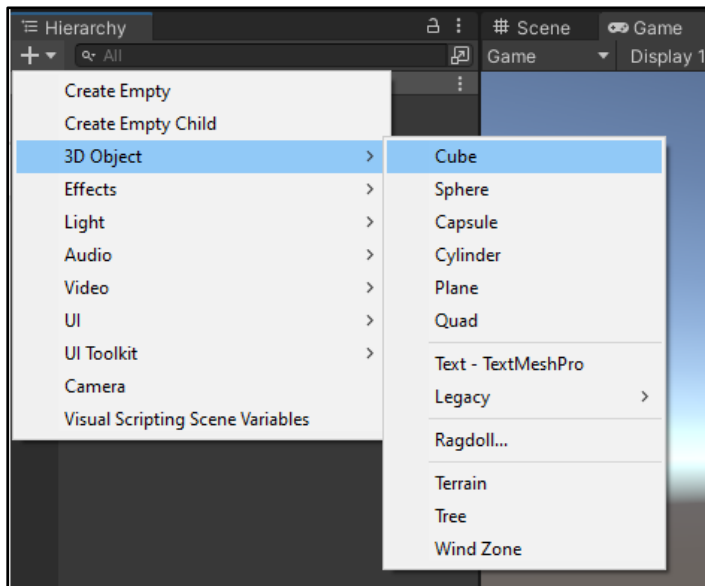 Hierarchy
Scene
Game
All
Game
Display 1
Create Empty
Create Empty Child
3D Object
Effects
Light
Audio
Video
UI
UI Toolkit
Camera
Visual Scripting Scene Variables
Cube
Sphere
Capsule
Cylinder
Plane
Quad
Text - TextMeshPro
Legacy
Ragdoll...
Terrain
Tree
Wind Zone